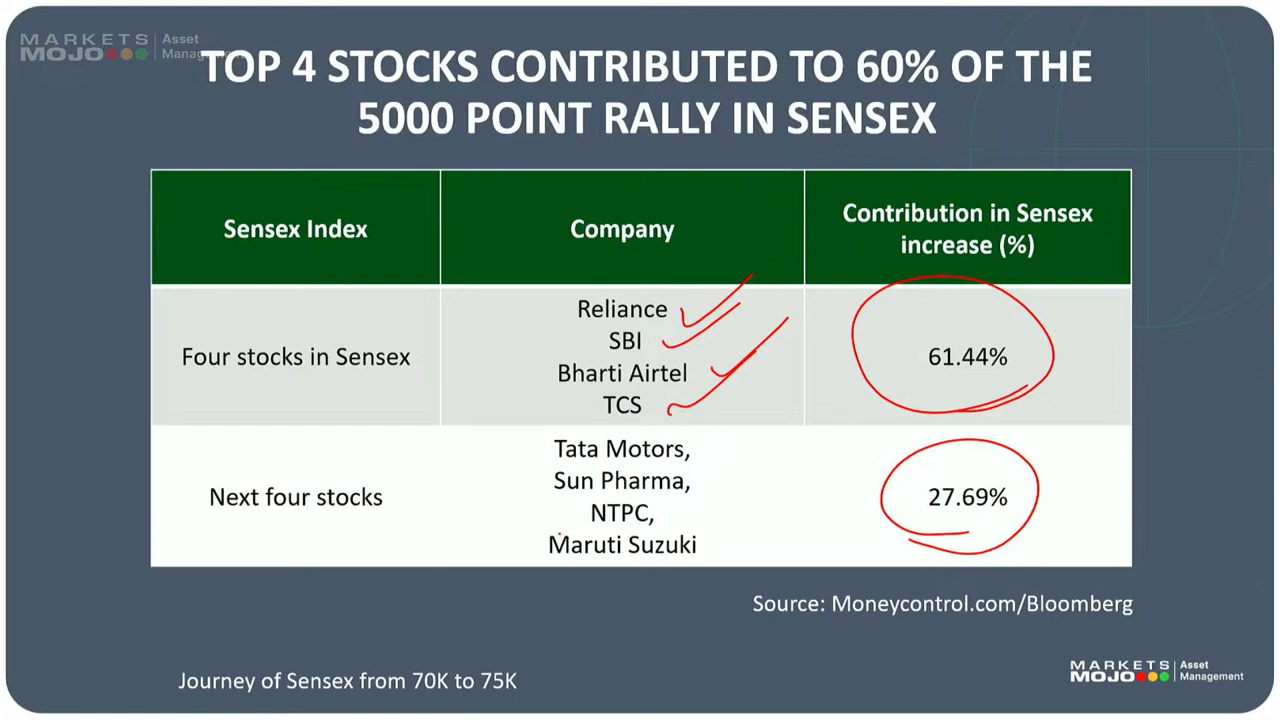 MARKETS MOJO Asset Management
TOP 4 STOCKS CONTRIBUTED TO 60% OF THE
5000 POINT RALLY IN SENSEX
Sensex Index
Company
Contribution in Sensex
increase (%)
Four stocks in Sensex
Reliance
SBI
Bharti Airtel
TCS
61.44%
Next four stocks
Tata Motors,
Sun Pharma,
NTPC,
Maruti Suzuki
27.69%
Source: Moneycontrol.com/Bloomberg
Journey of Sensex from 70K to 75K
MARKETS MOJO Asset Management